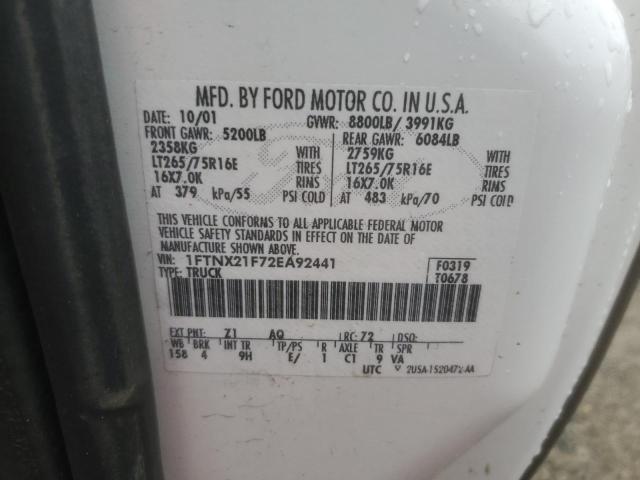 MFD. BY FORD MOTOR CO. IN U.S.A.
DATE: 10/01 GVWR: 8800LB/ 3991KG
FRONT GAWR: 5200LB REAR GAWR: 6084LB
2358KG WITH 2759KG WITH
LT265/75R16E TIRES LT265/75R16E TIRES
16X7.0K RIMS 16X7.0K RIMS
AT 379 kPa/55 PSI COLD AT 483 kPa/70 PSI COLD
THIS VEHICLE CONFORMS TO ALL APPLICABLE FEDERAL MOTOR
VEHICLE SAFETY STANDARDS IN EFFECT ON THE DATE OF
MANUFACTURE SHOWN ABOVE.
VIN: 1FTNX21F72EA92441 F0319
TYPE: TRUCK T0678
EXT PNT: Z1 AQ RC: 72 DSO:
WB BRK INT TR TP/PS R AXLE TR SPR
158 4 9H E/ 1 C1 9 VA
UTC 2USA-1520472-AA